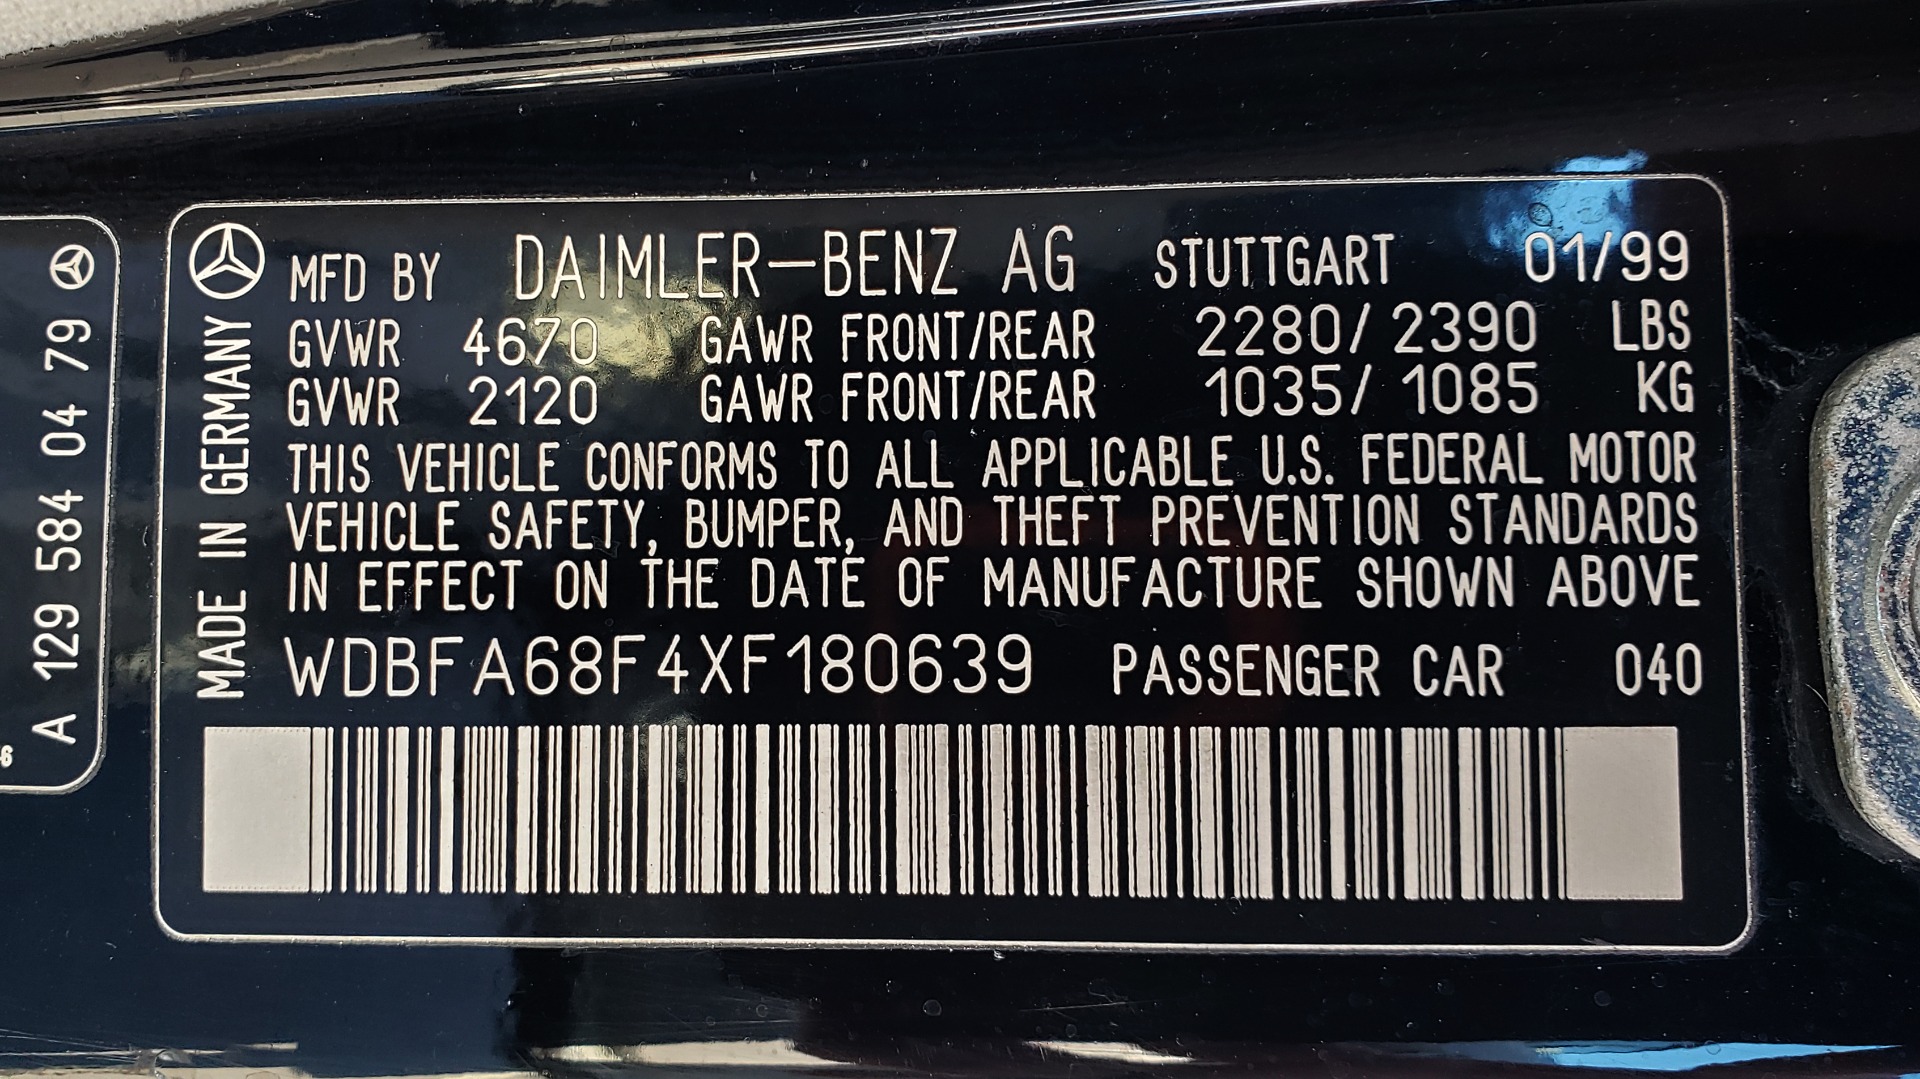 A 129 584 04 79
6
MADE IN GERMANY
MFD BY DAIMLER-BENZ AG STUTTGART 01/99
GVWR 4670 GAWR FRONT/REAR 2280/2390 LBS
GVWR 2120 GAWR FRONT/REAR 1035/1085 KG
THIS VEHICLE CONFORMS TO ALL APPLICABLE U.S. FEDERAL MOTOR
VEHICLE SAFETY, BUMPER, AND THEFT PREVENTION STANDARDS
IN EFFECT ON THE DATE OF MANUFACTURE SHOWN ABOVE
WDBFA68F4XF180639 PASSENGER CAR 040